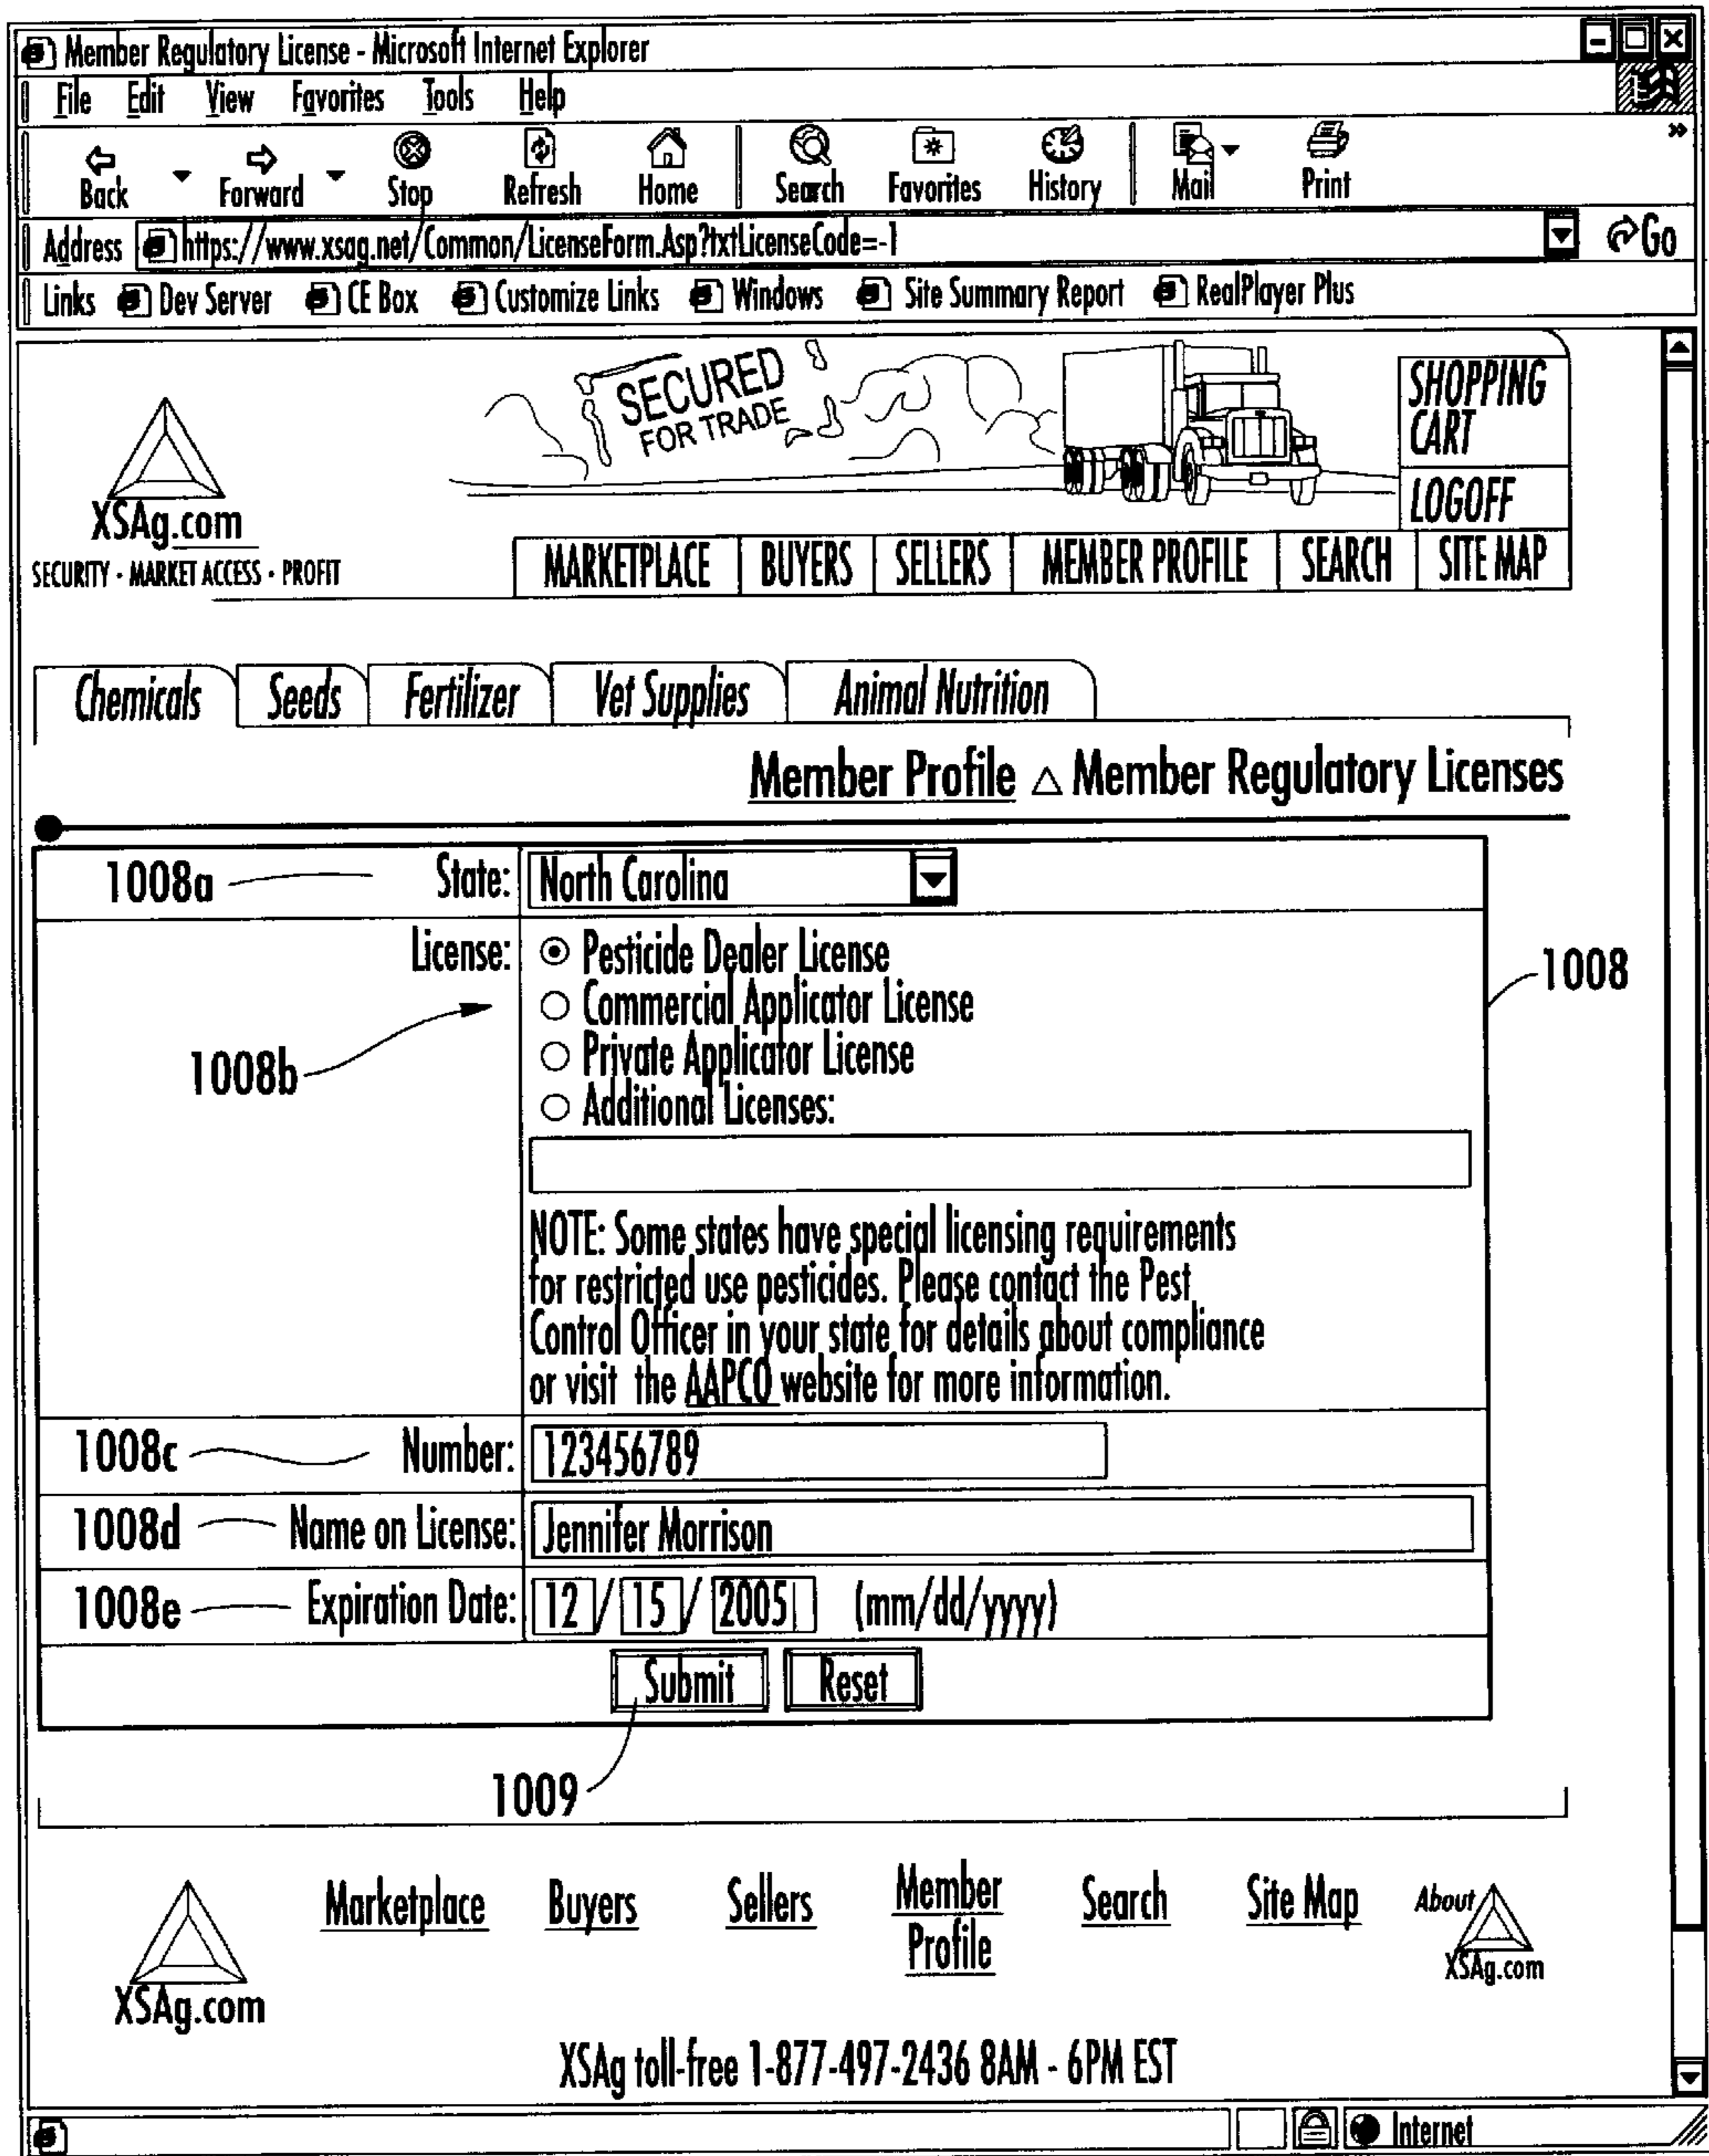 Member Regulatory License - Microsoft Internet Explorer
File Edit View Favorites Tools Help
Back Forward Stop Refresh Home Search Favorites History Mail Print
Address https://www.xsag.net/Common/LicenseForm.Asp?txtLicenseCode=-1 Go
Links Dev Server CE Box Customize Links Windows Site Summary Report RealPlayer Plus
SECURED
FOR TRADE
SHOPPING
CART
LOGOFF
XSAg.com
SECURITY · MARKET ACCESS · PROFIT
MARKETPLACE BUYERS SELLERS MEMBER PROFILE SEARCH SITE MAP
Chemicals Seeds Fertilizer Vet Supplies Animal Nutrition
Member Profile △ Member Regulatory Licenses
1008a State: North Carolina
License: Pesticide Dealer License
1008
Commercial Applicator License
1008b
Private Applicator License
Additional Licenses:
NOTE: Some states have special licensing requirements
for restricted use pesticides. Please contact the Pest
Control Officer in your state for details about compliance
or visit the AAPCO website for more information.
1008c Number: 123456789
1008d Name on License: Jennifer Morrison
1008e Expiration Date: 12 / 15 / 2005 (mm/dd/yyyy)
Submit Reset
1009
Marketplace Buyers Sellers Member Profile Search Site Map About
XSAg.com
XSAg.com
XSAg toll-free 1-877-497-2436 8AM - 6PM EST
Internet